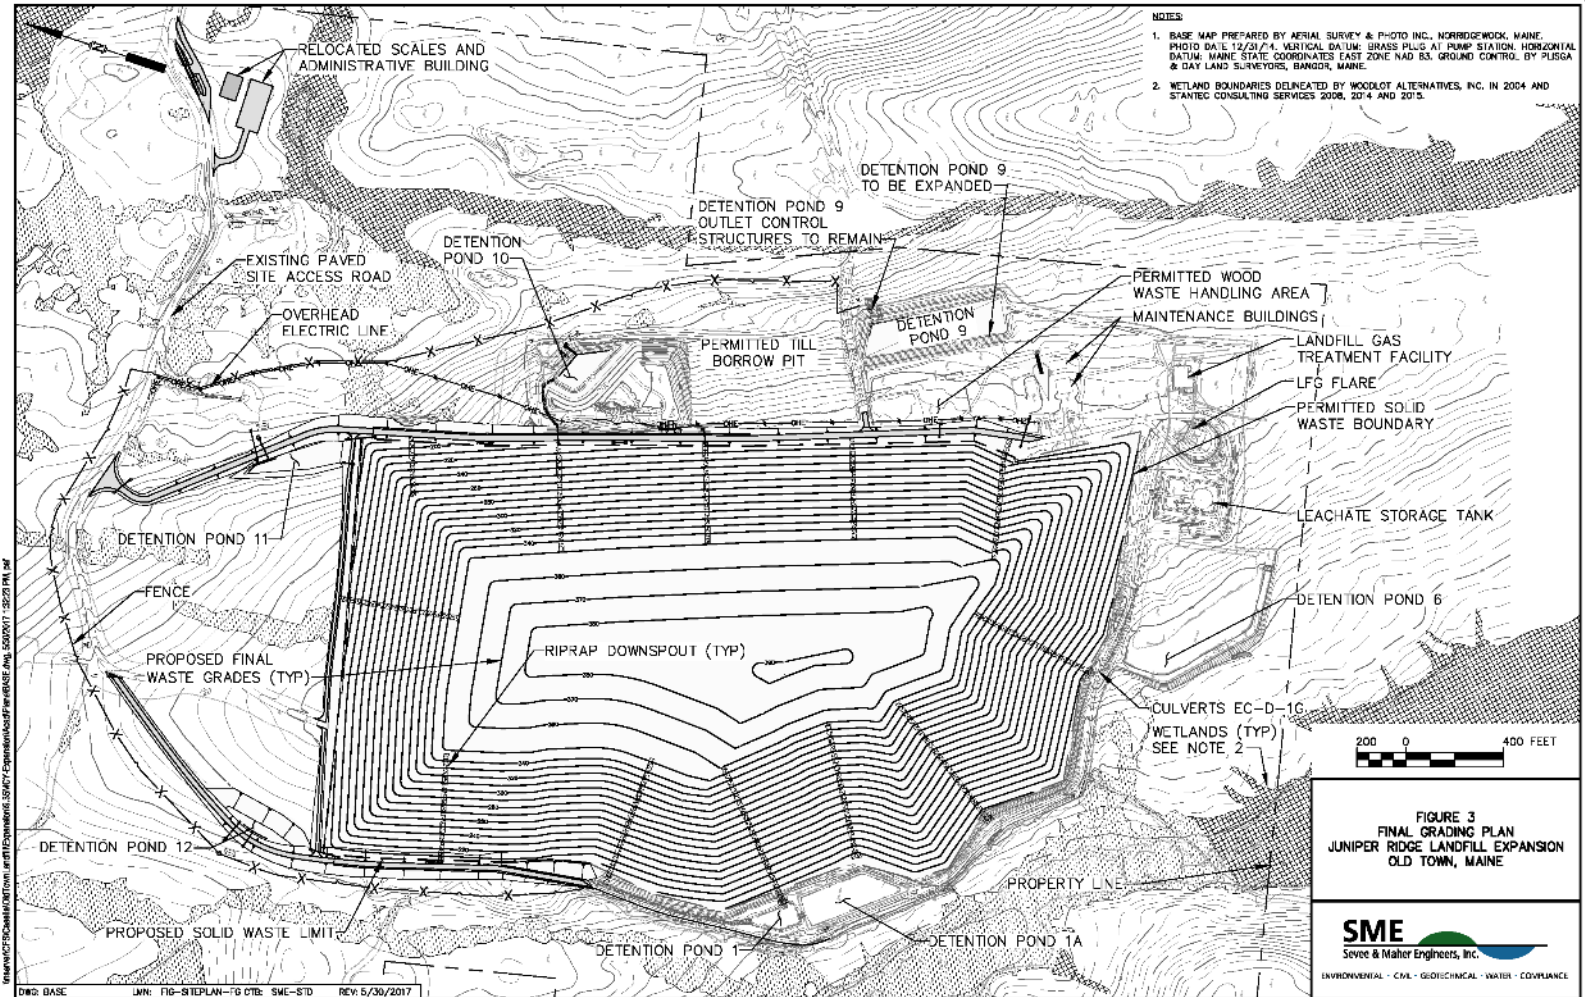 NOTES:
1. BASE MAP PREPARED BY AERIAL SURVEY & PHOTO INC., NORRIDGEWOCK, MAINE.
PHOTO DATE 12/31/14. VERTICAL DATUM: BRASS PLUG AT PUMP STATION. HORIZONTAL
DATUM: MAINE STATE COORDINATES EAST ZONE NAD 83. GROUND CONTROL BY PLISGA
& DAY LAND SURVEYORS, BANGOR, MAINE.
2. WETLAND BOUNDARIES DELINEATED BY WOODLOT ALTERNATIVES, INC. IN 2004 AND
STANTEC CONSULTING SERVICES 2008, 2014 AND 2015.
RELOCATED SCALES AND
ADMINISTRATIVE BUILDING
DETENTION POND 9
TO BE EXPANDED
DETENTION POND 9
OUTLET CONTROL
STRUCTURES TO REMAIN
DETENTION
POND 10
EXISTING PAVED
SITE ACCESS ROAD
OVERHEAD
ELECTRIC LINE
PERMITTED TILL
BORROW PIT
DETENTION
POND 9
PERMITTED WOOD
WASTE HANDLING AREA
MAINTENANCE BUILDINGS
LANDFILL GAS
TREATMENT FACILITY
LFG FLARE
PERMITTED SOLID
WASTE BOUNDARY
LEACHATE STORAGE TANK
DETENTION POND 11
FENCE
DETENTION POND 6
PROPOSED FINAL
WASTE GRADES (TYP)
RIPRAP DOWNSPOUT (TYP)
CULVERTS EC-D-1G
WETLANDS (TYP)
SEE NOTE 2
200 0 400 FEET
DETENTION POND 12
PROPERTY LINE
PROPOSED SOLID WASTE LIMIT
DETENTION POND 1
DETENTION POND 1A
FIGURE 3
FINAL GRADING PLAN
JUNIPER RIDGE LANDFILL EXPANSION
OLD TOWN, MAINE
SME
Sevee & Maher Engineers, Inc.
ENVIRONMENTAL · CIVIL · GEOTECHNICAL · WATER · COMPLIANCE
DWG: BASE LMN: FIG-SITEPLAN-FG CTB: SME-STD REV: 5/30/2017